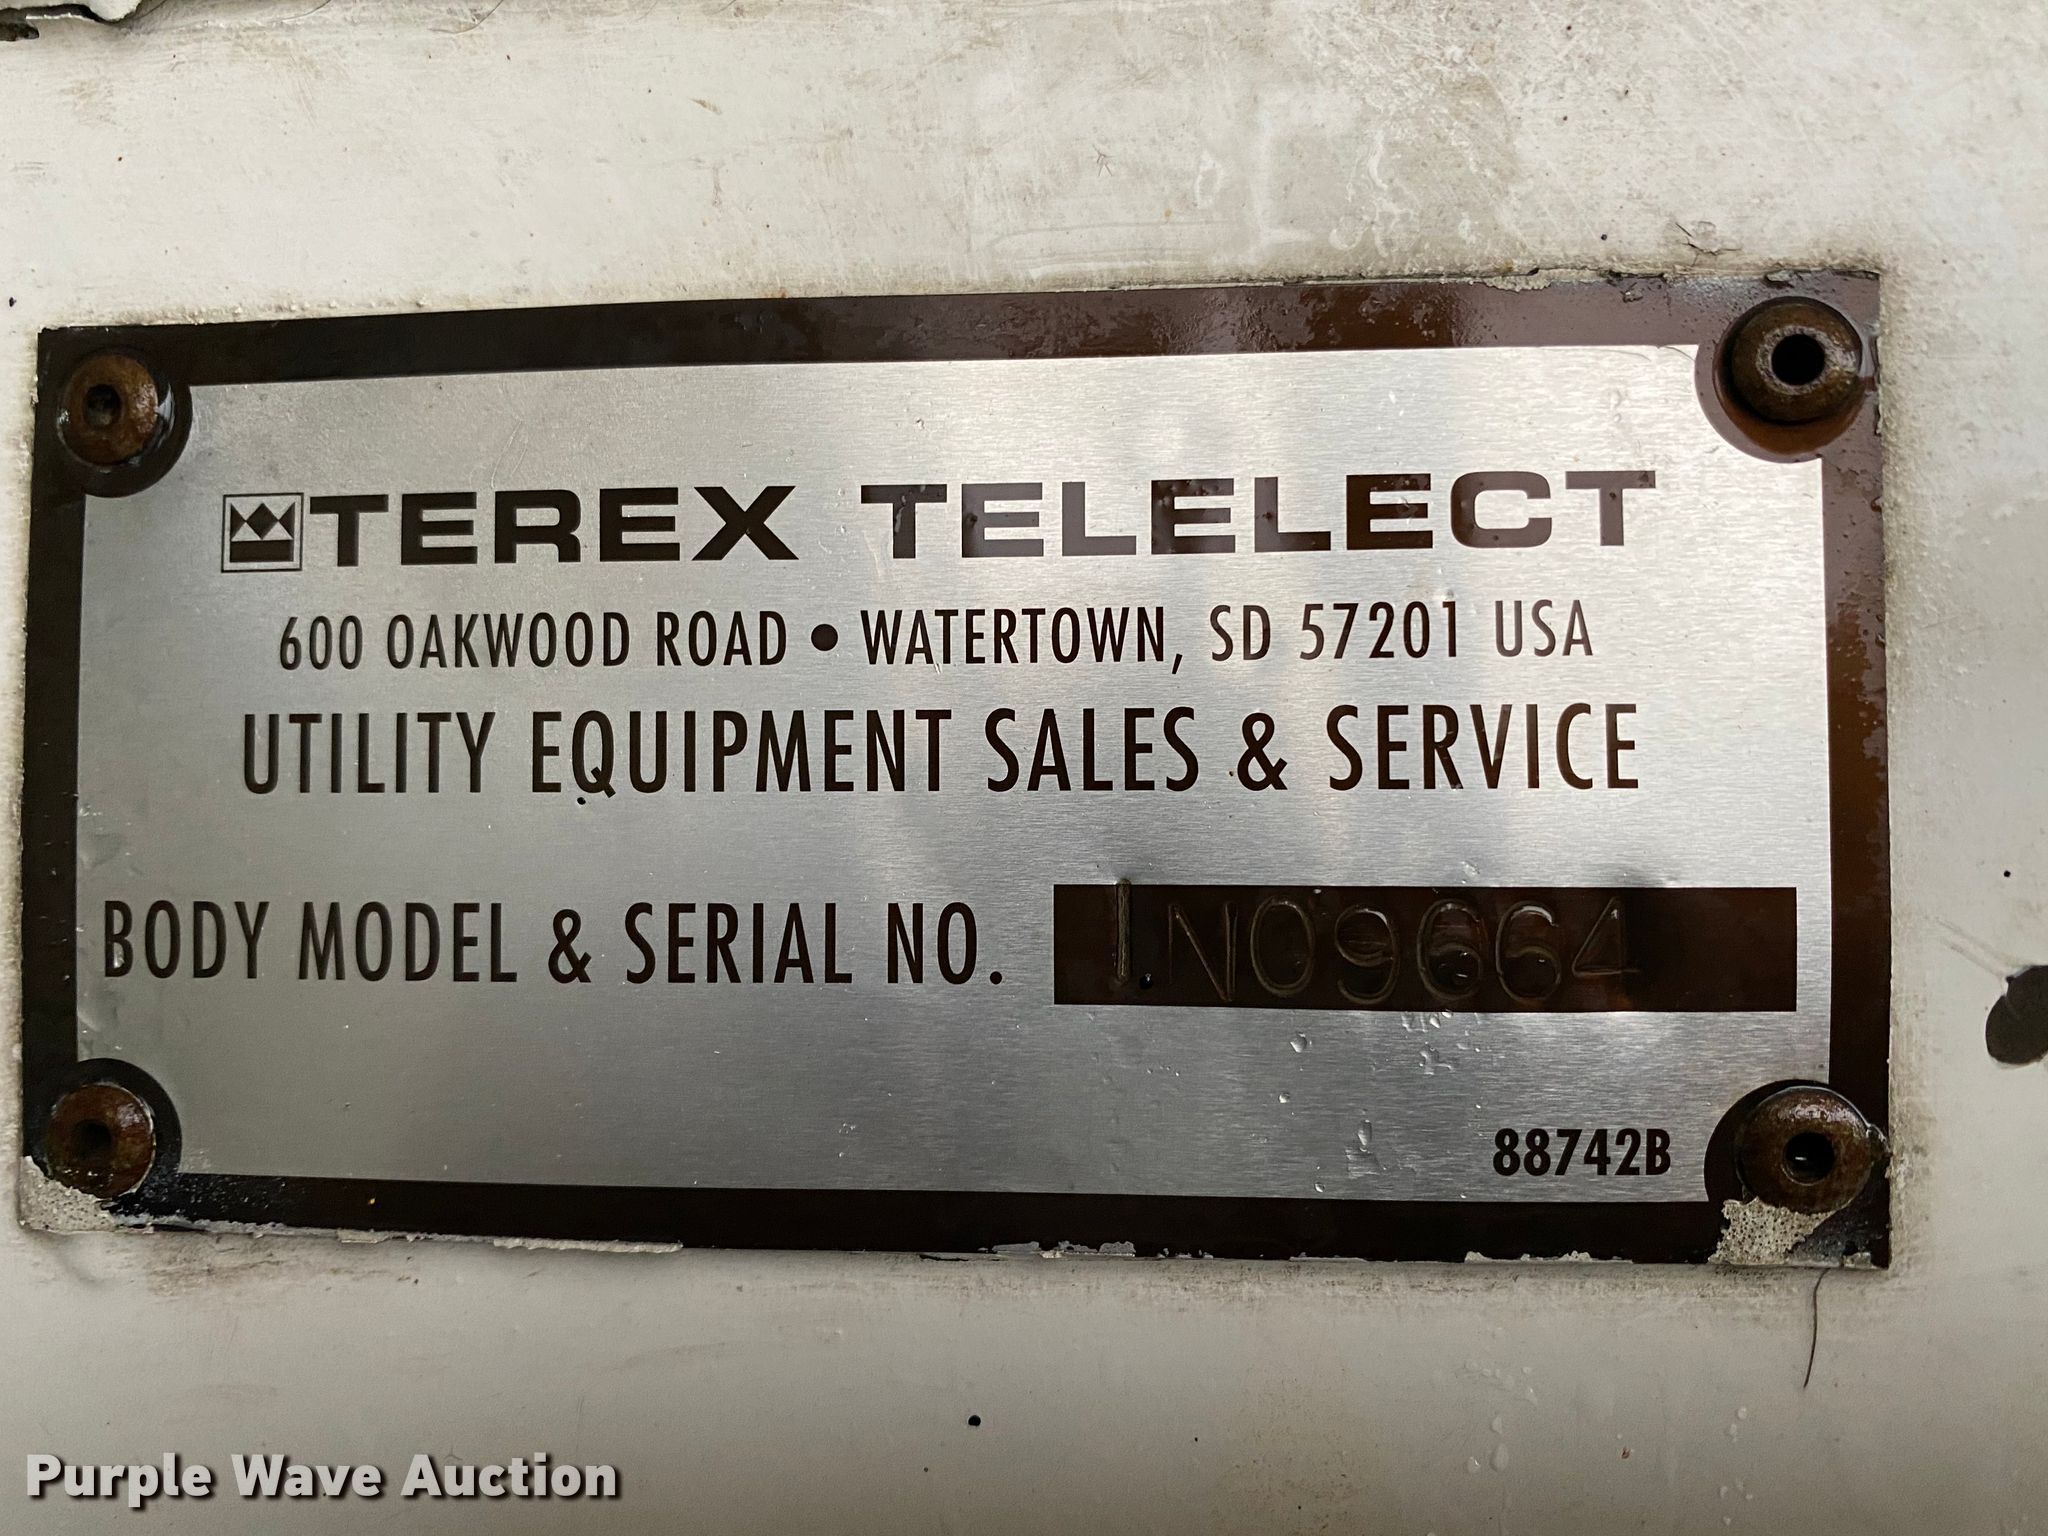 TEREX TELELECT
600 OAKWOOD ROAD • WATERTOWN, SD 57201 USA
UTILITY EQUIPMENT SALES & SERVICE
BODY MODEL & SERIAL NO. 1NO9664
88742B
Purple Wave Auction